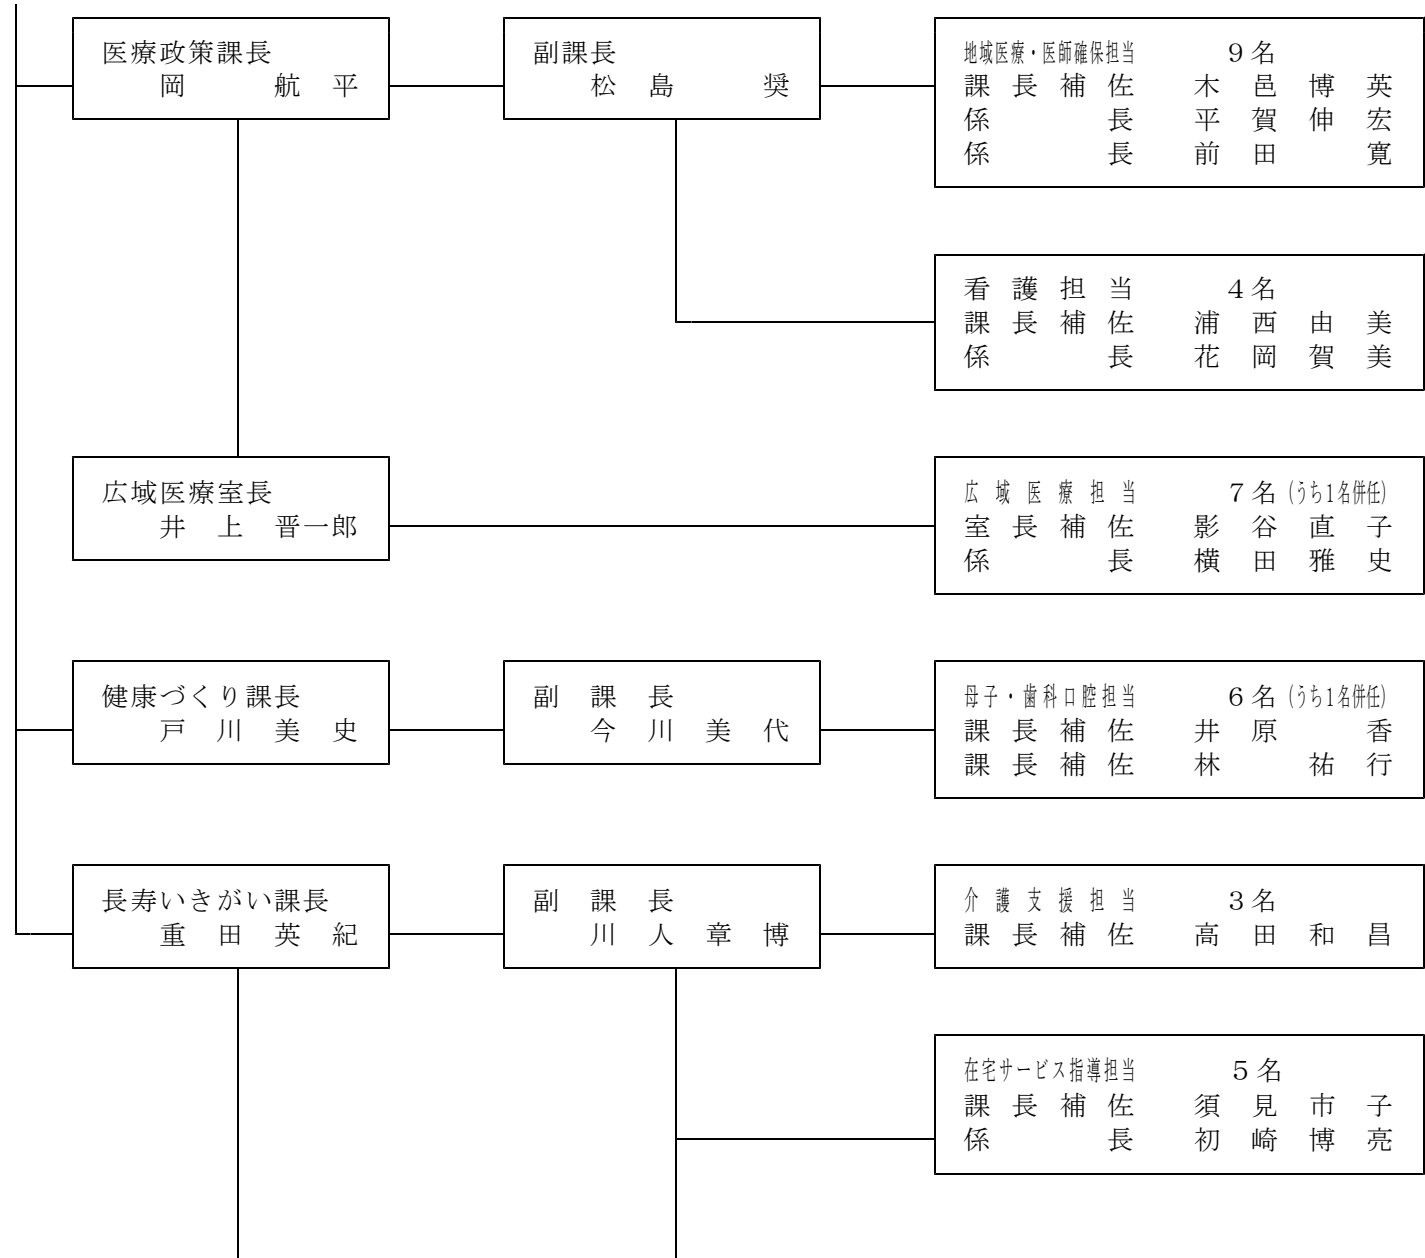 医療政策課長
岡 航 平
副課長
松 島 奨
地域医療・医師確保担当 9名
課 長 補 佐 木 邑 博 英
係 長 平 賀 伸 宏
係 長 前 田 寛
看 護 担 当 4名
課 長 補 佐 浦 西 由 美
係 長 花 岡 賀 美
広域医療室長
井 上 晋一郎
広 域 医 療 担 当 7名(うち1名併任)
室 長 補 佐 影 谷 直 子
係 長 横 田 雅 史
健康づくり課長
戸 川 美 史
副 課 長
今 川 美 代
母子・歯科口腔担当 6名(うち1名併任)
課 長 補 佐 井 原 香
課 長 補 佐 林 祐 行
長寿いきがい課長
重 田 英 紀
副 課 長
川 人 章 博
介 護 支 援 担 当 3名
課 長 補 佐 高 田 和 昌
在宅サービス指導担当 5名
課 長 補 佐 須 見 市 子
係 長 初 崎 博 亮